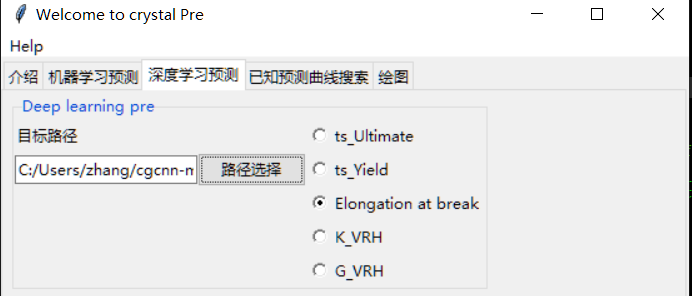 Welcome to crystal Pre
Help
介绍 机器学习预测 深度学习预测 已知预测曲线搜索 绘图
Deep learning pre
目标路径
ts_Ultimate
C:/Users/zhang/cgcnn-m 路径选择
ts_Yield
Elongation at break
K_VRH
G_VRH